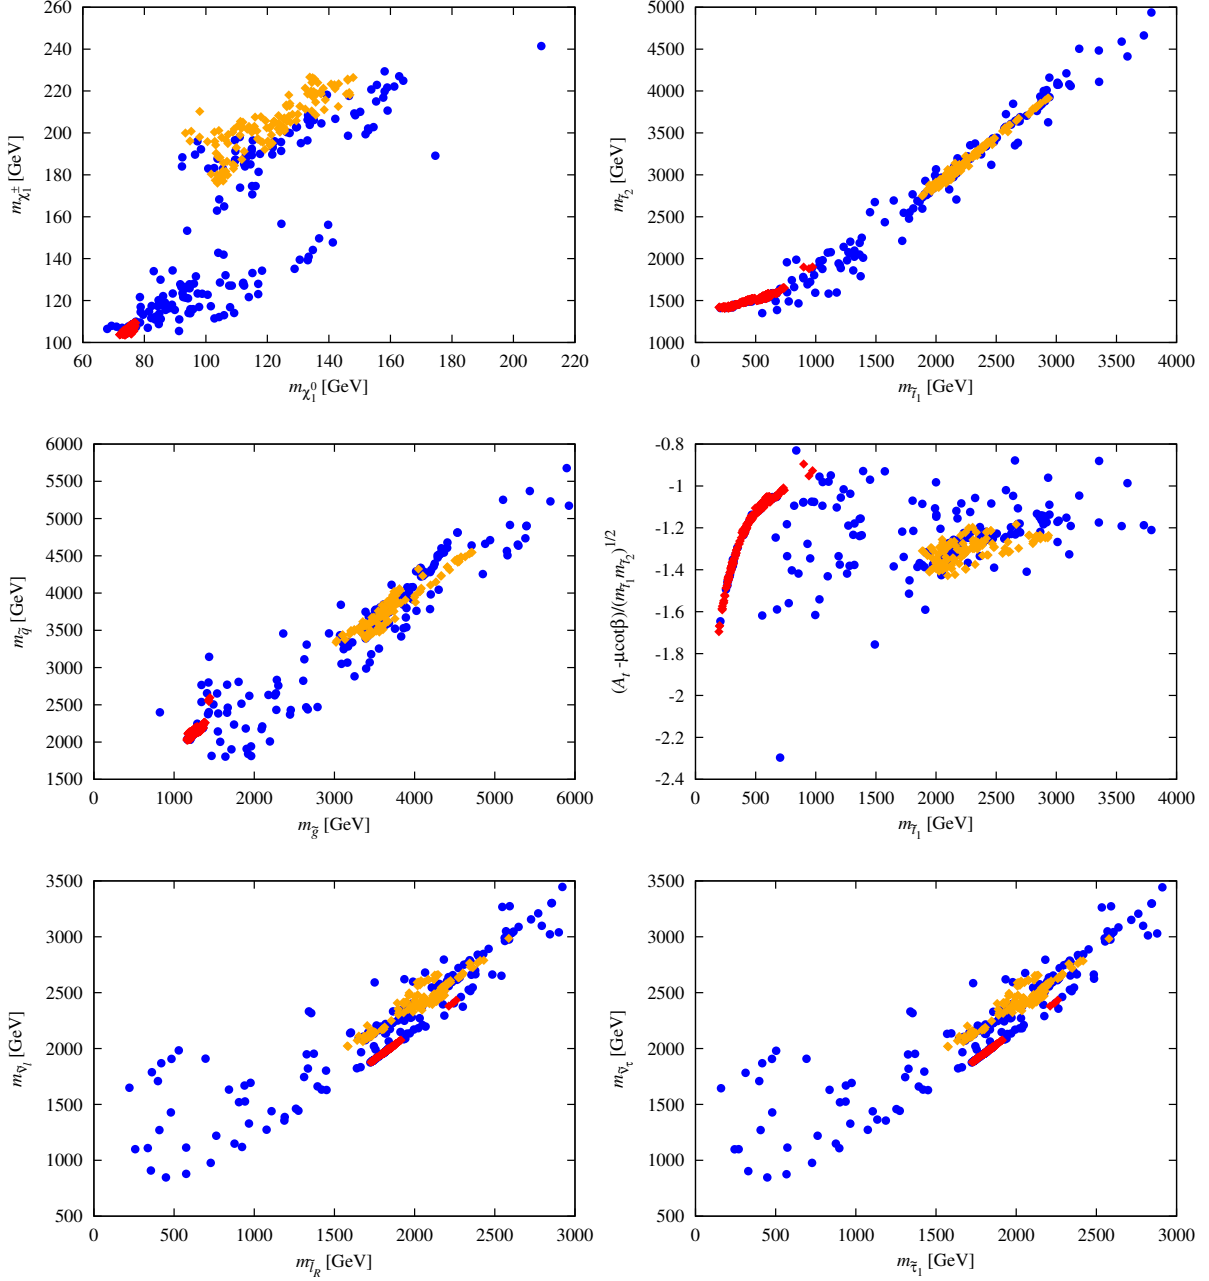 260
240
220
200
180
160
140
120
100
60 80 100 120 140 160 180 200 220
m_{χ_1^±} [GeV]
m_{χ_1^0} [GeV]
5000
4500
4000
3500
3000
2500
2000
1500
1000
0 500 1000 1500 2000 2500 3000 3500 4000
m_{t̃_2} [GeV]
m_{t̃_1} [GeV]
6000
5500
5000
4500
4000
3500
3000
2500
2000
1500
0 1000 2000 3000 4000 5000 6000
m_{q̃} [GeV]
m_{g̃} [GeV]
-0.8
-1
-1.2
-1.4
-1.6
-1.8
-2
-2.2
-2.4
0 500 1000 1500 2000 2500 3000 3500 4000
(A_t -μcotβ)/(m_{t̃_1} m_{t̃_2})^{1/2}
m_{t̃_1} [GeV]
3500
3000
2500
2000
1500
1000
500
0 500 1000 1500 2000 2500 3000
m_{ṽ_l} [GeV]
m_{l̃_R} [GeV]
3500
3000
2500
2000
1500
1000
500
0 500 1000 1500 2000 2500 3000
m_{ṽ_τ} [GeV]
m_{τ̃_1} [GeV]